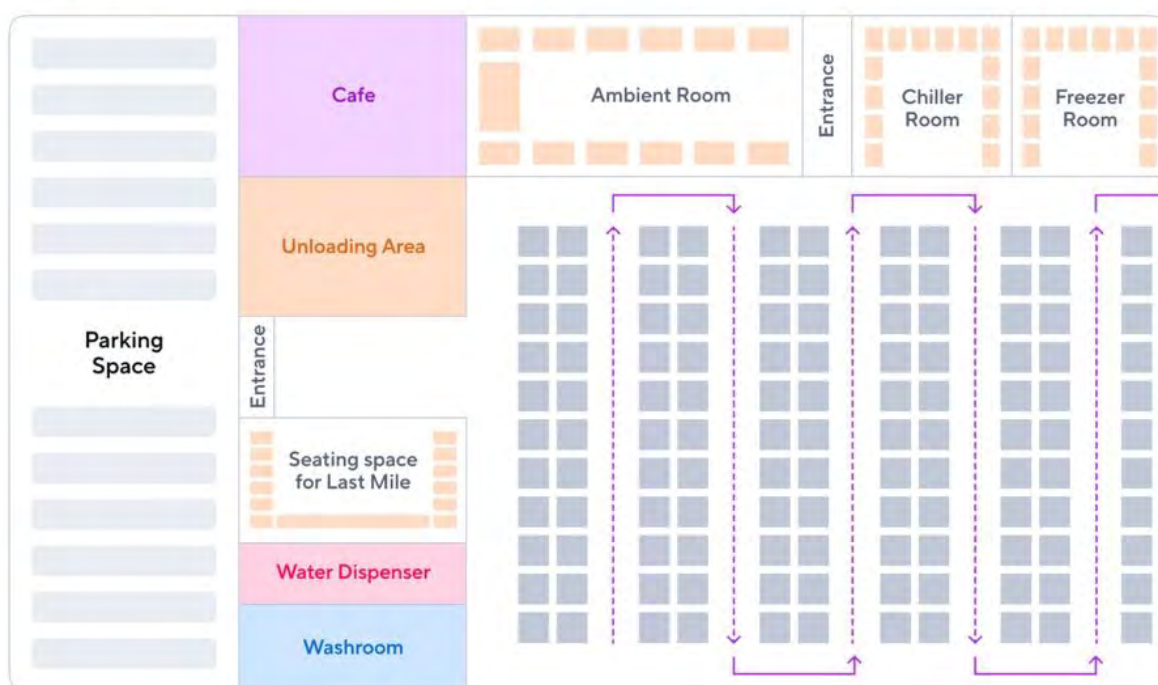 Cafe
Ambient Room
Entrance
Chiller
Room
Freezer
Room
Unloading Area
Parking
Space
Entrance
Seating space
for Last Mile
Water Dispenser
Washroom